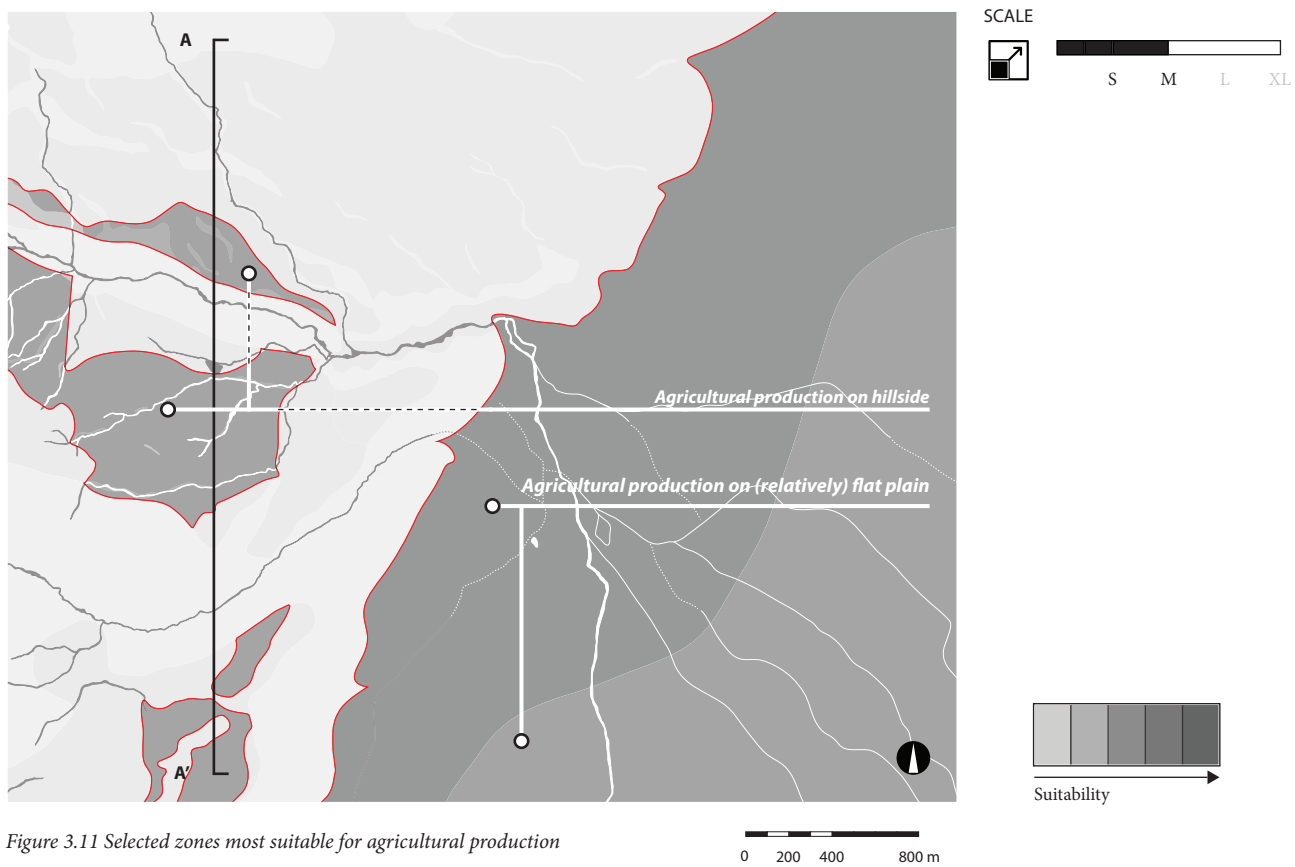 SCALE
S M L XL
A
Agricultural production on hillside
Agricultural production on (relatively) flat plain
A'
Suitability
Figure 3.11 Selected zones most suitable for agricultural production
0 200 400 800 m